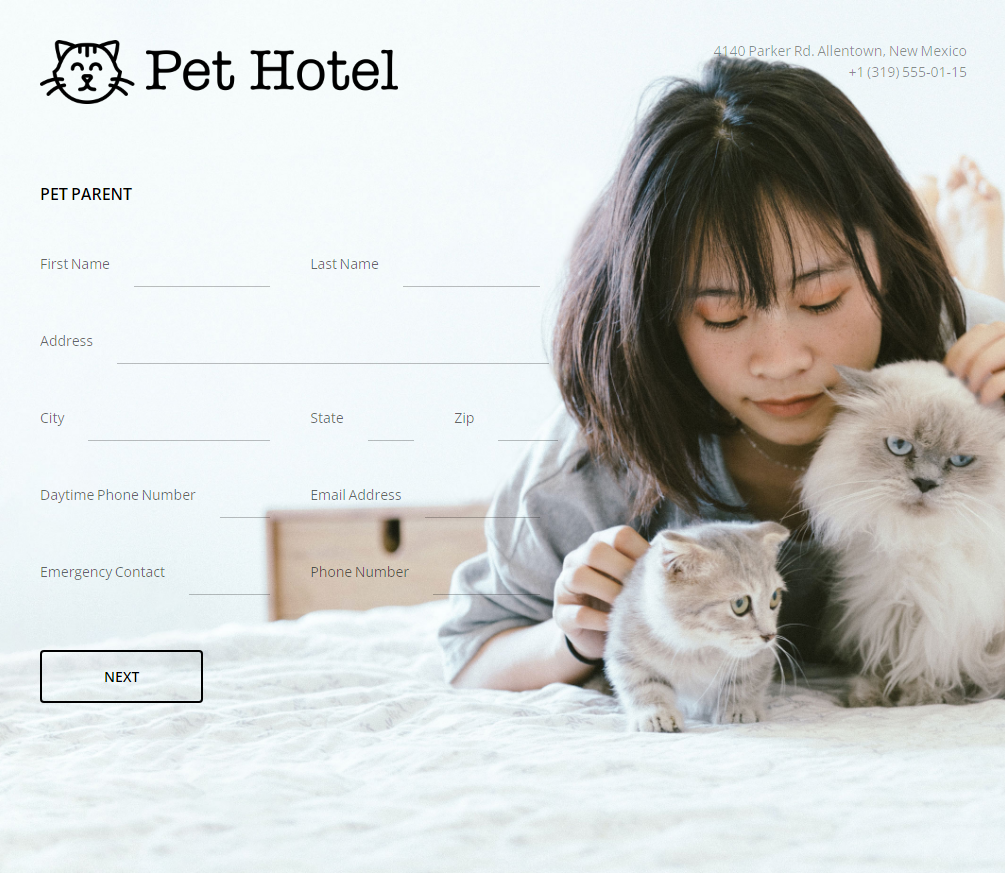 Pet Hotel
4140 Parker Rd. Allentown, New Mexico
+1 (319) 555-01-15
PET PARENT
First Name Last Name
Address
City State Zip
Daytime Phone Number Email Address
Emergency Contact Phone Number
NEXT